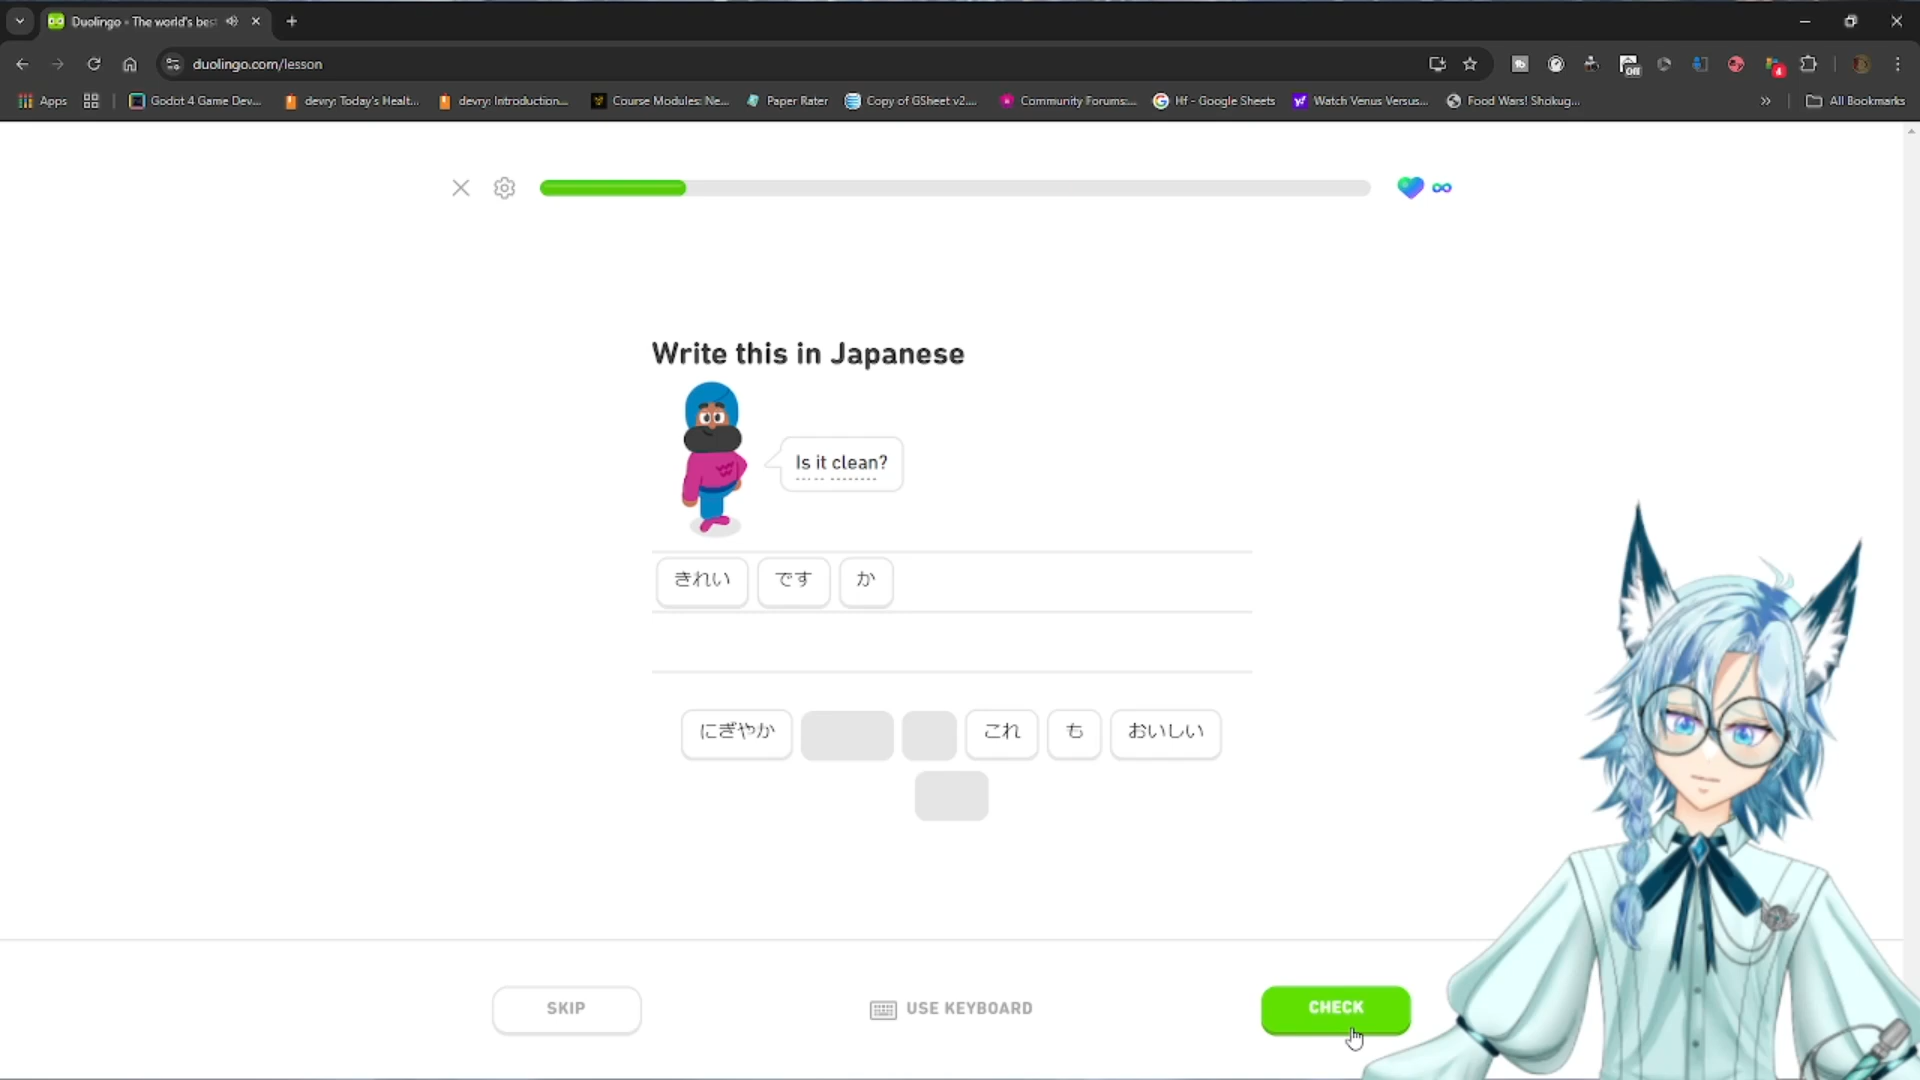 Duolingo - The world's bes
duolingo.com/lesson
Off
4
Apps
Godot 4 Game Dev...
devry: Today's Healt...
devry: Introduction...
Course Modules: Ne...
Paper Rater
Copy of GSheet v2....
Community Forums:...
Hf - Google Sheets
Watch Venus Versus...
Food Wars! Shokug...
»
All Bookmarks
Write this in Japanese
Is it clean?
きれい です か
にぎやか これ も おいしい
SKIP
USE KEYBOARD
CHECK